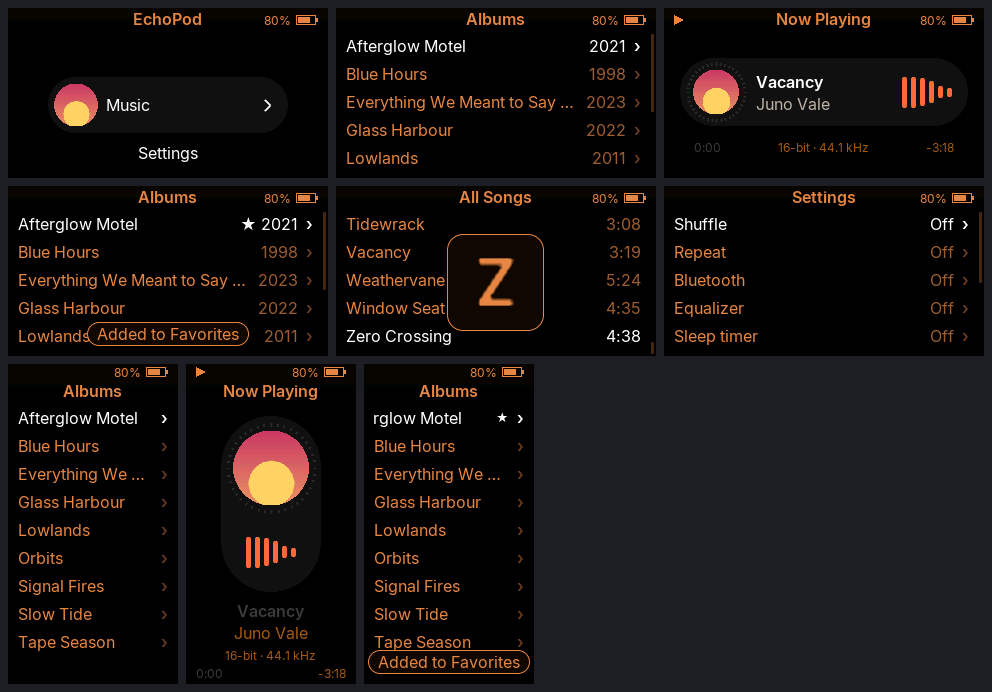 EchoPod 80%
Music
Settings
Albums 80%
Afterglow Motel 2021 ›
Blue Hours 1998 ›
Everything We Meant to Say ... 2023 ›
Glass Harbour 2022 ›
Lowlands 2011 ›
Now Playing 80%
Vacancy
Juno Vale
0:00 16-bit · 44.1 kHz -3:18
Albums 80%
Afterglow Motel ★ 2021 ›
Blue Hours 1998 ›
Everything We Meant to Say ... 2023 ›
Glass Harbour 2022 ›
Lowlands 2011 ›
Added to Favorites
All Songs 80%
Tidewrack 3:08
Vacancy 3:19
Weathervane 5:24
Window Seat 4:35
Zero Crossing 4:38
Z
Settings 80%
Shuffle Off ›
Repeat Off ›
Bluetooth Off ›
Equalizer Off ›
Sleep timer Off ›
80%
Albums
Afterglow Motel ›
Blue Hours ›
Everything We ... ›
Glass Harbour ›
Lowlands ›
Orbits ›
Signal Fires ›
Slow Tide ›
Tape Season ›
80%
Now Playing
Vacancy
Juno Vale
16-bit · 44.1 kHz
0:00 -3:18
80%
Albums
rglow Motel ★ ›
Blue Hours ›
Everything We ... ›
Glass Harbour ›
Lowlands ›
Orbits ›
Signal Fires ›
Slow Tide ›
Tape Season ›
Added to Favorites